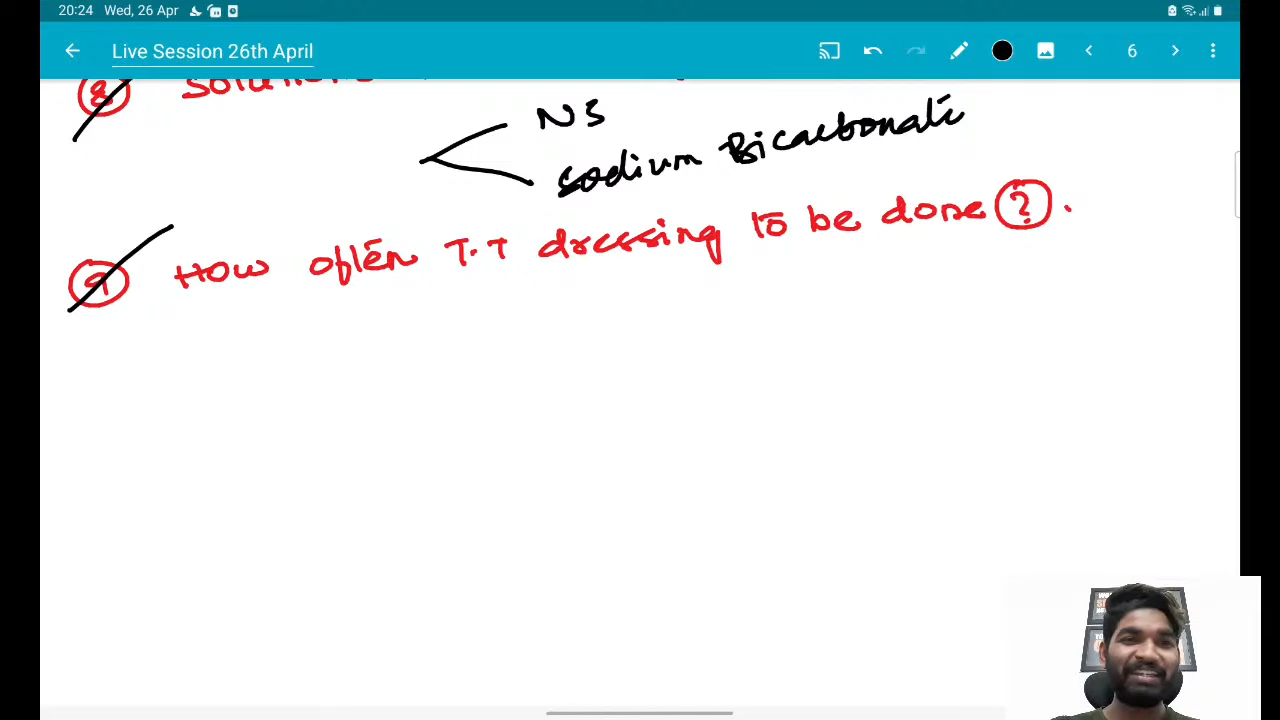 20:24 Wed, 26 Apr
Live Session 26th April
6
8
NS
Sodium Bicarbonate
9 How often T.T dressing to be done ? .